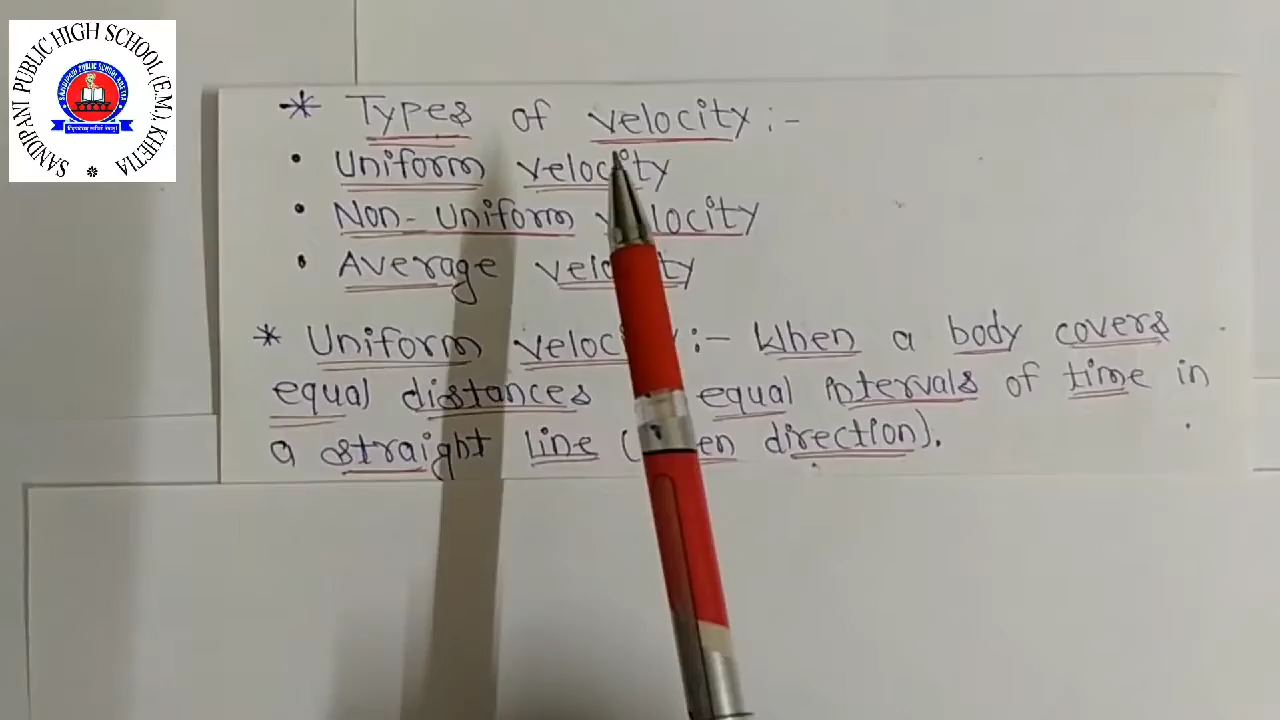 SANDIPANI PUBLIC HIGH SCHOOL (E.M.), KHETIA
* Types of velocity :-
• Uniform velocity
• Non-uniform velocity
• Average velocity
* Uniform velocity :- When a body covers
equal distances equal intervals of time in
a straight line ( direction).